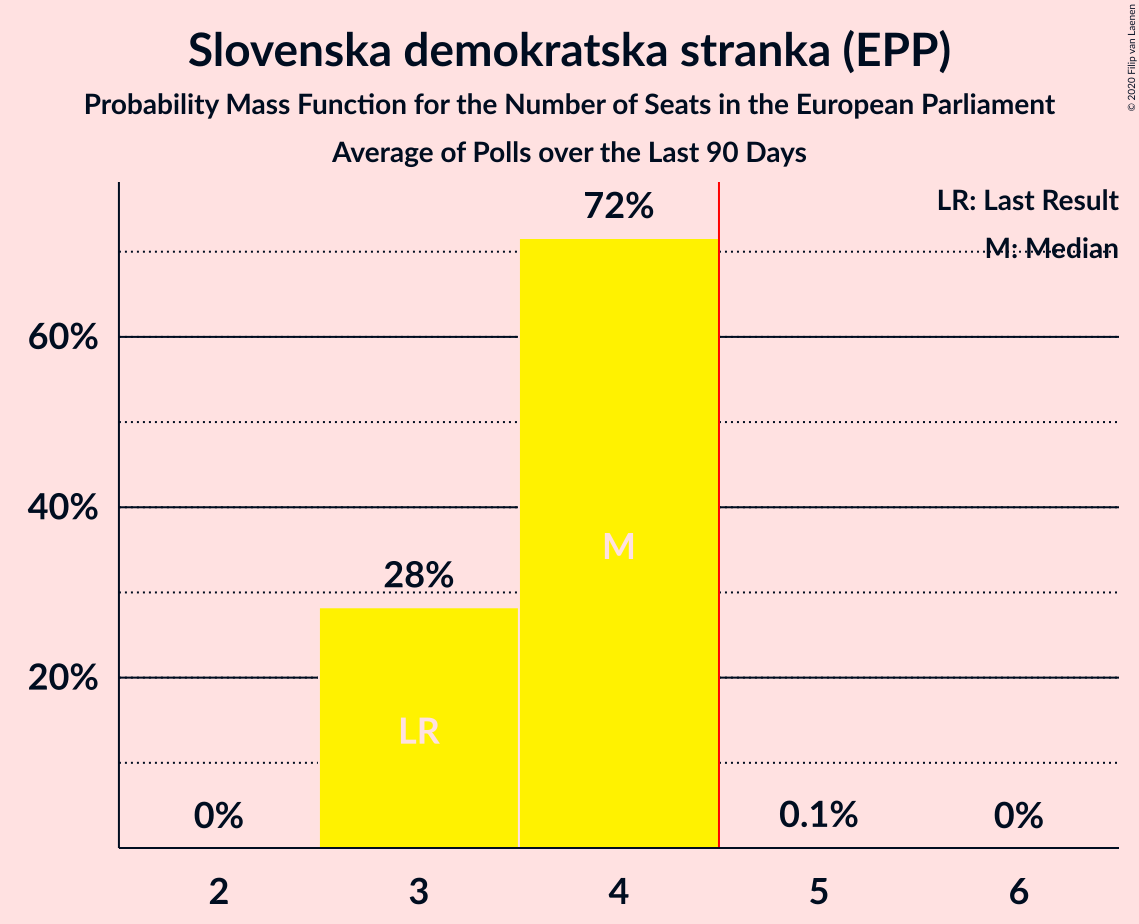 Slovenska demokratska stranka (EPP)
Probability Mass Function for the Number of Seats in the European Parliament
Average of Polls over the Last 90 Days
© 2020 Filip van Laenen
LR: Last Result
M: Median
72%
60%
40%
28%
M
20%
LR
0%
0.1%
0%
2
3
4
5
6